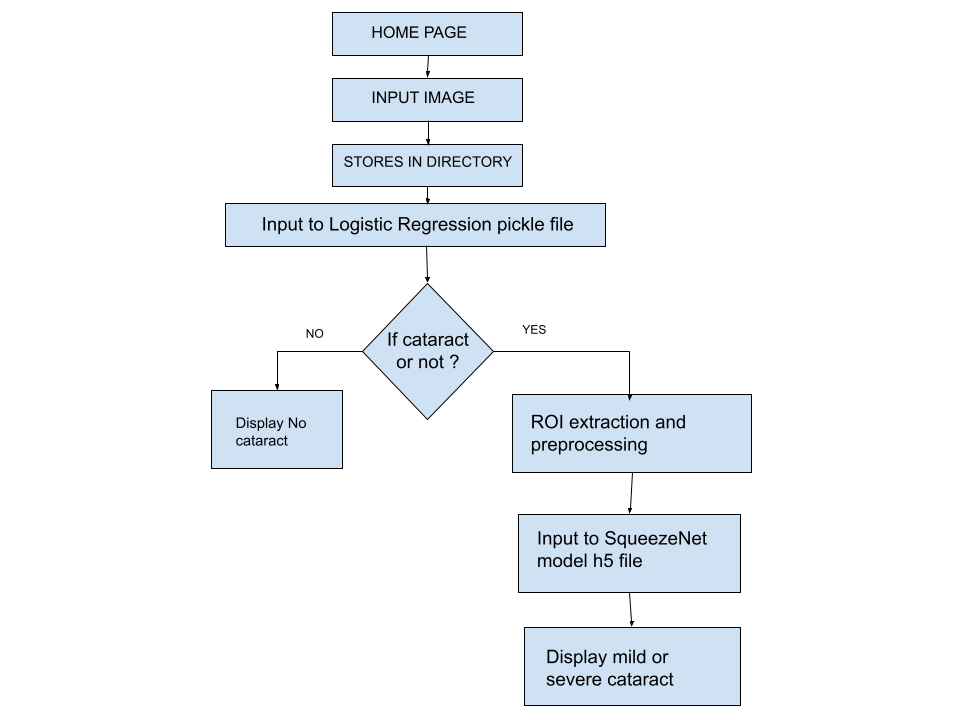 HOME PAGE
INPUT IMAGE
STORES IN DIRECTORY
Input to Logistic Regression pickle file
If cataract
or not ?
NO
YES
Display No
cataract
ROI extraction and
preprocessing
Input to SqueezeNet
model h5 file
Display mild or
severe cataract